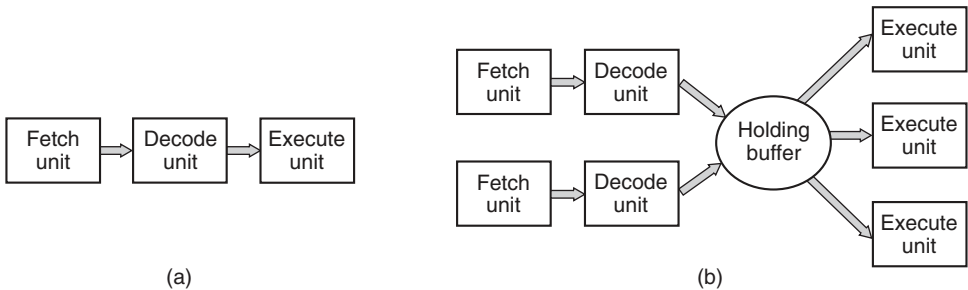 Fetch
unit
Decode
unit
Execute
unit
(a)
Fetch
unit
Decode
unit
Fetch
unit
Decode
unit
Holding
buffer
Execute
unit
Execute
unit
Execute
unit
(b)